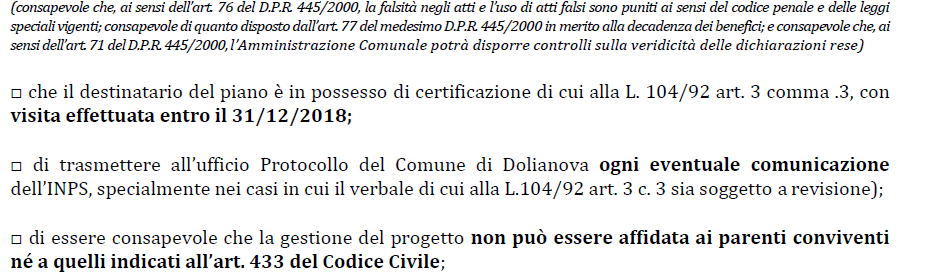 (consapevole che, ai sensi dell'art. 76 del D.P.R. 445/2000, la falsità negli atti e l'uso di atti falsi sono puniti ai sensi del codice penale e delle leggi
speciali vigenti; consapevole di quanto disposto dall'art. 77 del medesimo D.P.R. 445/2000 in merito alla decadenza dei benefici; e consapevole che, ai
sensi dell'art. 71 del D.P.R. 445/2000, l'Amministrazione Comunale potrà disporre controlli sulla veridicità delle dichiarazioni rese)
□ che il destinatario del piano è in possesso di certificazione di cui alla L. 104/92 art. 3 comma .3, con
visita effettuata entro il 31/12/2018;
□ di trasmettere all'ufficio Protocollo del Comune di Dolianova ogni eventuale comunicazione
dell'INPS, specialmente nei casi in cui il verbale di cui alla L.104/92 art. 3 c. 3 sia soggetto a revisione);
□ di essere consapevole che la gestione del progetto non può essere affidata ai parenti conviventi
né a quelli indicati all'art. 433 del Codice Civile;